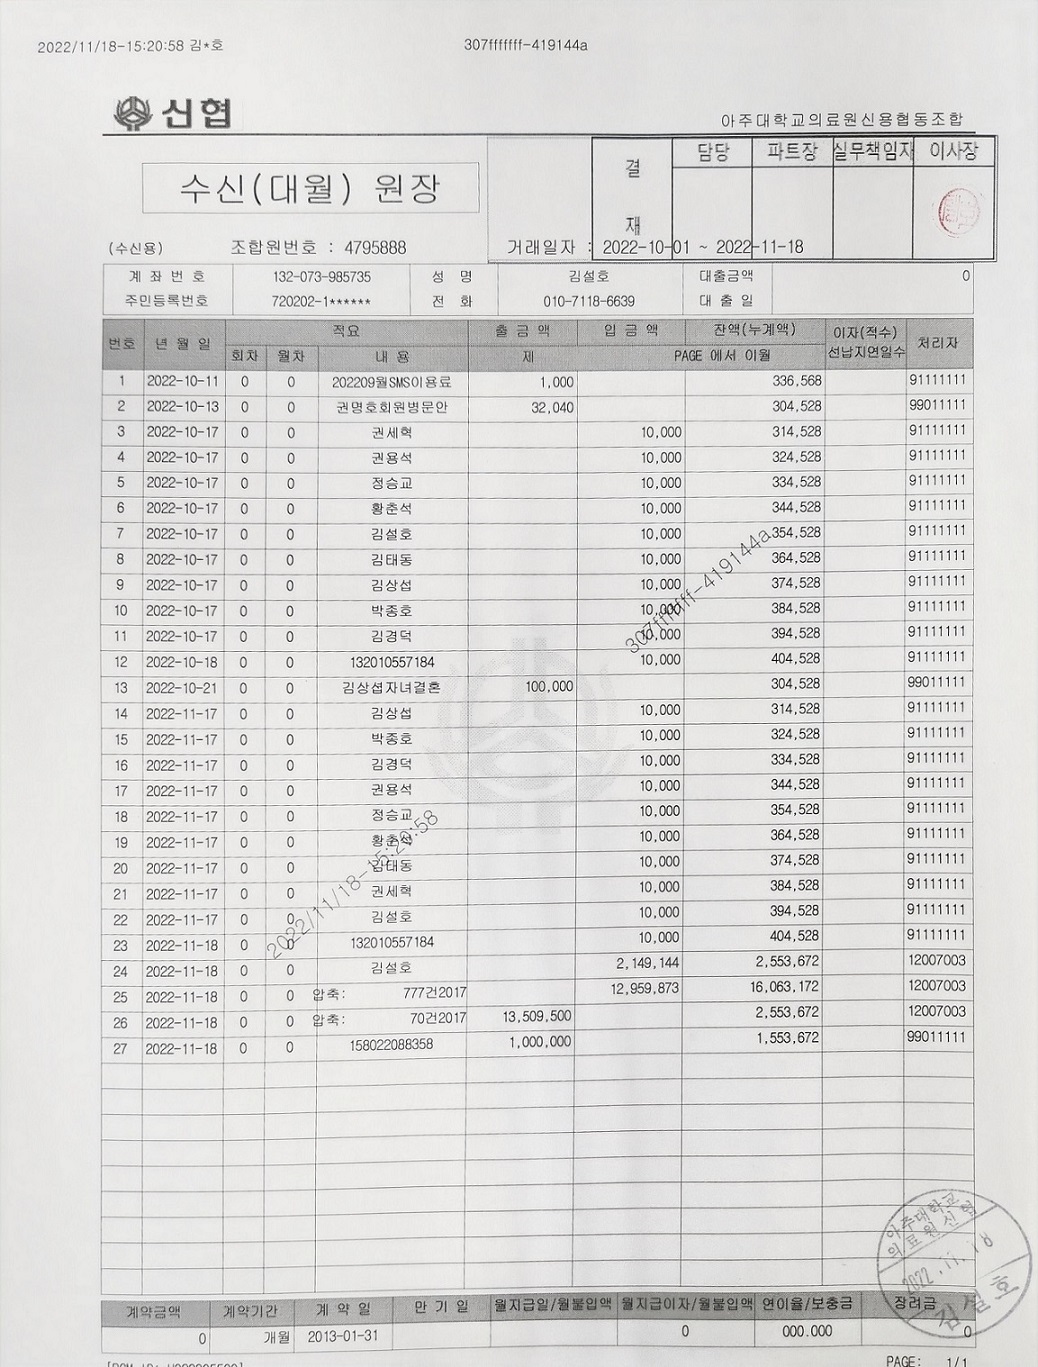 2022/11/18-15:20:58 김*호 307fffffff-419144a
신협
아주대학교의료원신용협동조합
결 재 담당 파트장 실무책임자 이사장
수신(대월) 원장
(수신용) 조합원번호 : 4795888 거래일자 : 2022-10-01 ~ 2022-11-18
계 좌 번 호 132-073-985735 성 명 김설호 대출금액 0
주민등록번호 720202-1****** 전 화 010-7118-6639 대 출 일
번호 년 월 일 적요 출 금 액 입 금 액 잔액(누계액) 이자(적수) 처리자
회차 월차 내 용 제 PAGE 에서 이월 선납지연일수
1 2022-10-11 0 0 202209월SMS이용료 1,000 336,568 91111111
2 2022-10-13 0 0 권명호회원병문안 32,040 304,528 99011111
3 2022-10-17 0 0 권세혁 10,000 314,528 91111111
4 2022-10-17 0 0 권용석 10,000 324,528 91111111
5 2022-10-17 0 0 정승교 10,000 334,528 91111111
6 2022-10-17 0 0 황춘석 10,000 344,528 91111111
7 2022-10-17 0 0 김설호 10,000 354,528 91111111
8 2022-10-17 0 0 김태동 10,000 364,528 91111111
9 2022-10-17 0 0 김상섭 10,000 374,528 91111111
10 2022-10-17 0 0 박종호 10,000 384,528 91111111
11 2022-10-17 0 0 김경덕 10,000 394,528 91111111
12 2022-10-18 0 0 132010557184 10,000 404,528 91111111
13 2022-10-21 0 0 김상섭자녀결혼 100,000 304,528 99011111
14 2022-11-17 0 0 김상섭 10,000 314,528 91111111
15 2022-11-17 0 0 박종호 10,000 324,528 91111111
16 2022-11-17 0 0 김경덕 10,000 334,528 91111111
17 2022-11-17 0 0 권용석 10,000 344,528 91111111
18 2022-11-17 0 0 정승교 10,000 354,528 91111111
19 2022-11-17 0 0 황춘석 10,000 364,528 91111111
20 2022-11-17 0 0 김태동 10,000 374,528 91111111
21 2022-11-17 0 0 권세혁 10,000 384,528 91111111
22 2022-11-17 0 0 김설호 10,000 394,528 91111111
23 2022-11-18 0 0 132010557184 10,000 404,528 91111111
24 2022-11-18 0 0 김설호 2,149,144 2,553,672 12007003
25 2022-11-18 0 0 압축: 777건2017 12,959,873 16,063,172 12007003
26 2022-11-18 0 0 압축: 70건2017 13,509,500 2,553,672 12007003
27 2022-11-18 0 0 158022088358 1,000,000 1,553,672 99011111
307fffffff-419144a
2022/11/18-15:20:58
아주대학교
의료원신협
2022.11.18
김설호
계약금액 계약기간 계 약 일 만 기 일 월지급일/월불입액 월지급이자/월불입액 연이율/보충금 장려금
0 개월 2013-01-31 0 000.000 0
PAGE: 1/1